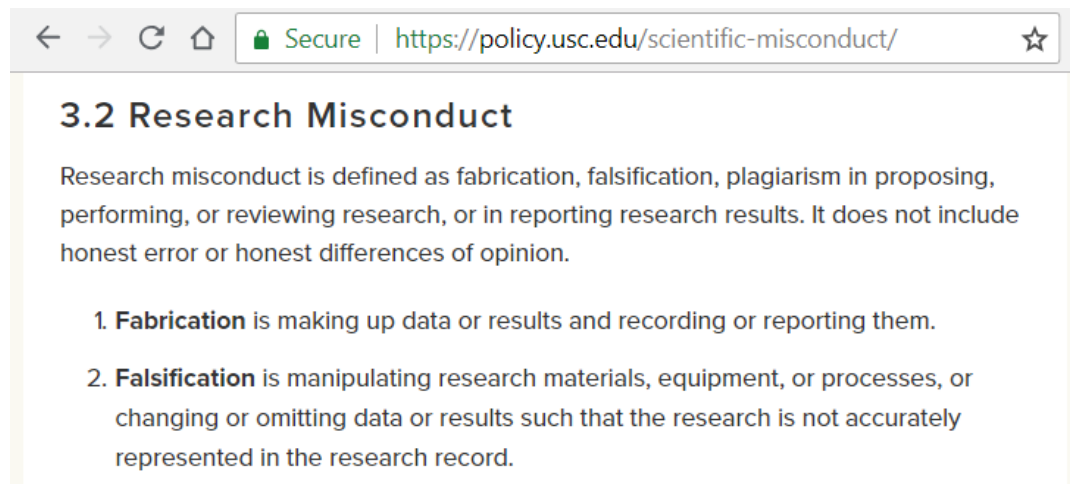 Secure | https://policy.usc.edu/scientific-misconduct/
3.2 Research Misconduct
Research misconduct is defined as fabrication, falsification, plagiarism in proposing,
performing, or reviewing research, or in reporting research results. It does not include
honest error or honest differences of opinion.
1. Fabrication is making up data or results and recording or reporting them.
2. Falsification is manipulating research materials, equipment, or processes, or
changing or omitting data or results such that the research is not accurately
represented in the research record.